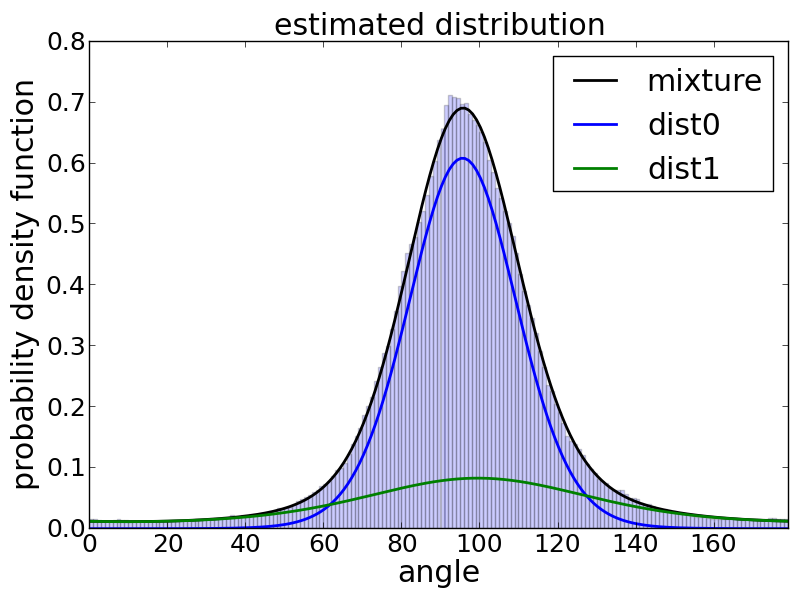 estimated distribution
probability density function
0.8
0.7
0.6
0.5
0.4
0.3
0.2
0.1
0.0
mixture
dist0
dist1
0 20 40 60 80 100 120 140 160
angle